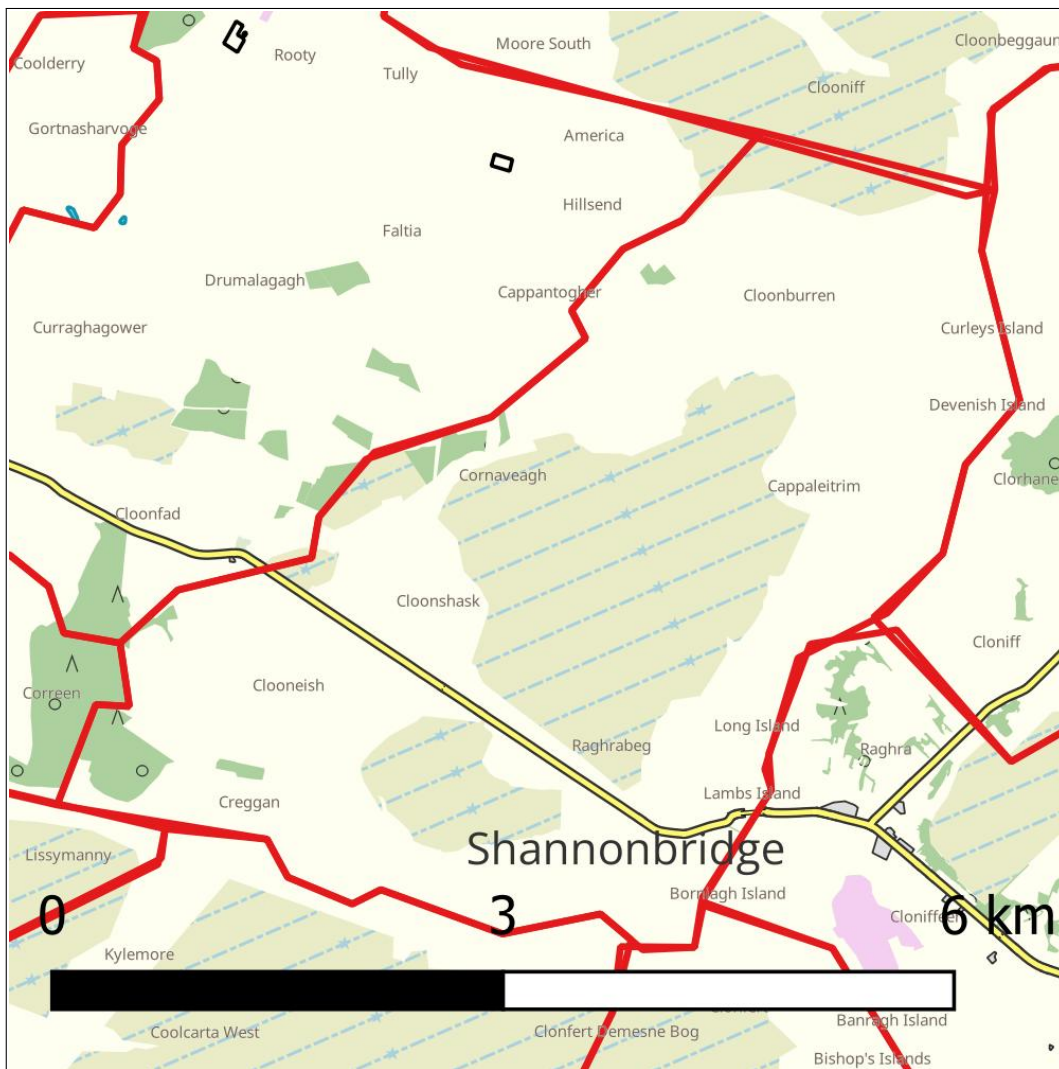 Moore South
Cloonbeggaun
Rooty
Coolderry
Tully
Clooniff
Gortnasharvoge
America
Hillsend
Faltia
Drumalagagh
Cappantogher
Cloonburren
Curraghagower
Curleys Island
Devenish Island
Cornaveagh
Clorhane
Cappaleitrim
Cloonfad
Cloonshask
Cloniff
Clooneish
Correen
Long Island
Raghrabeg
Raghra
Creggan
Lambs Island
Shannonbridge
Lissymanny
Bornlagh Island
0 3 6 km
Cloniffeen
Kylemore
Banragh Island
Coolcarta West
Clonfert Demesne Bog
Bishop's Islands